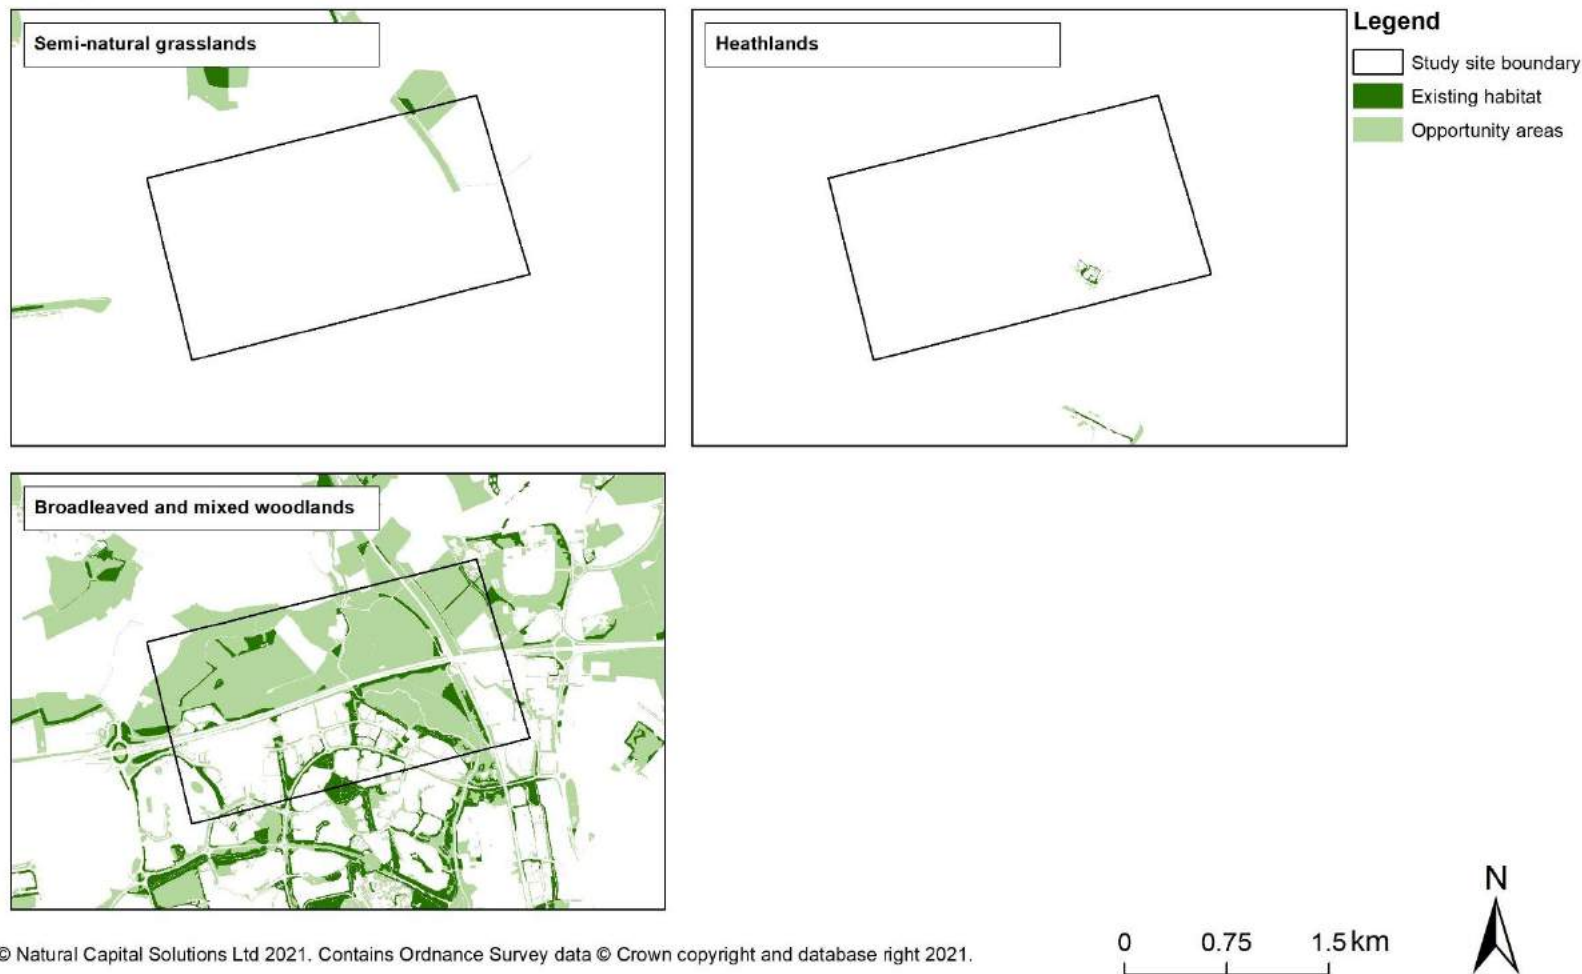 Semi-natural grasslands
Heathlands
Legend
Study site boundary
Existing habitat
Opportunity areas
Broadleaved and mixed woodlands
© Natural Capital Solutions Ltd 2021. Contains Ordnance Survey data © Crown copyright and database right 2021.
0 0.75 1.5 km
N